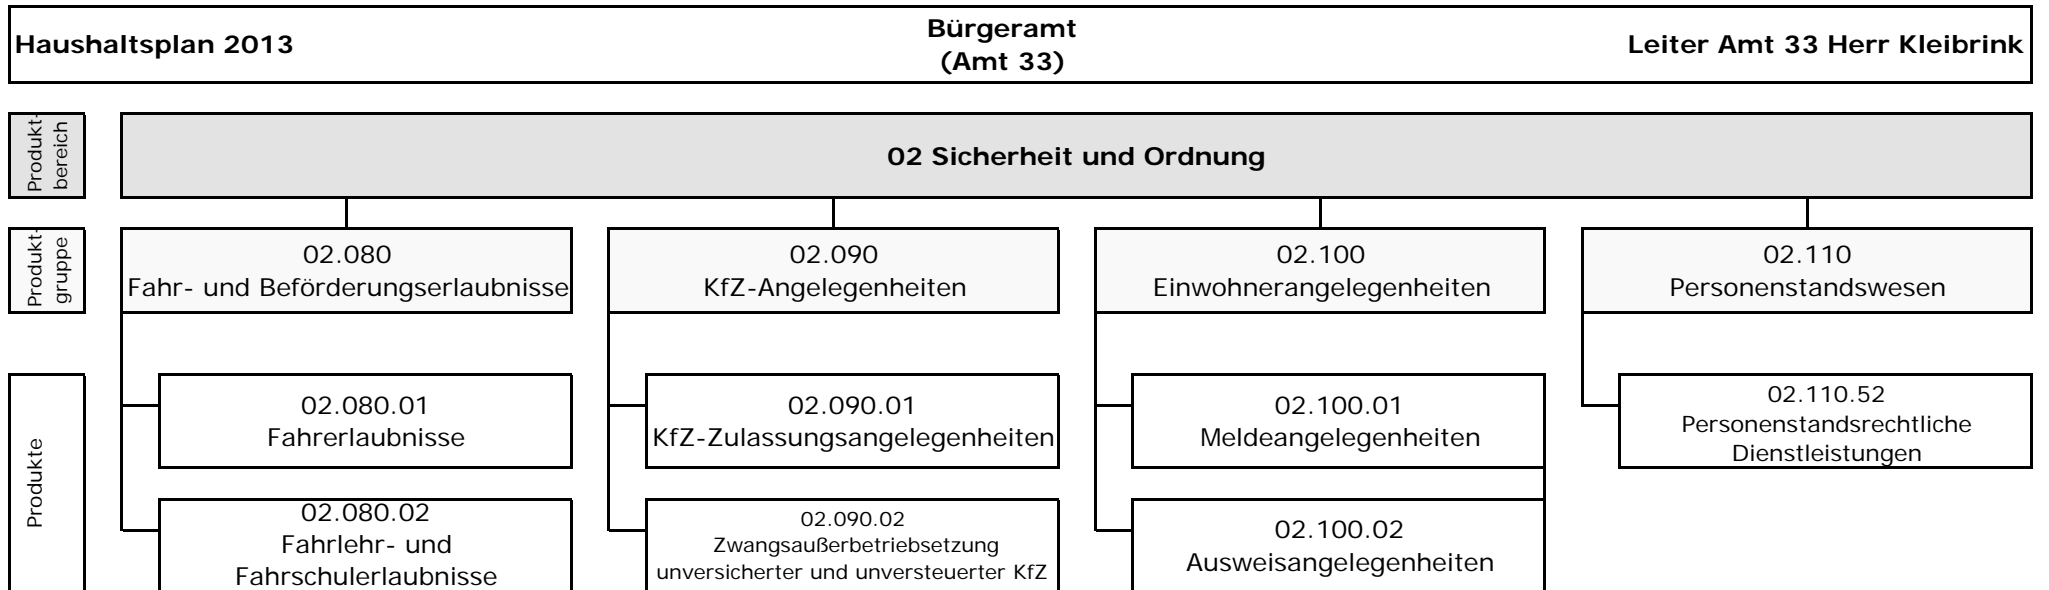 Haushaltsplan 2013
Bürgeramt
(Amt 33)
Leiter Amt 33 Herr Kleibrink
Produkt-
bereich
02 Sicherheit und Ordnung
Produkt-
gruppe
02.080
Fahr- und Beförderungserlaubnisse
02.090
KfZ-Angelegenheiten
02.100
Einwohnerangelegenheiten
02.110
Personenstandswesen
Produkte
02.080.01
Fahrerlaubnisse
02.090.01
KfZ-Zulassungsangelegenheiten
02.100.01
Meldeangelegenheiten
02.110.52
Personenstandsrechtliche
Dienstleistungen
02.080.02
Fahrlehr- und
Fahrschulerlaubnisse
02.090.02
Zwangsaußerbetriebsetzung
unversicherter und unversteuerter KfZ
02.100.02
Ausweisangelegenheiten